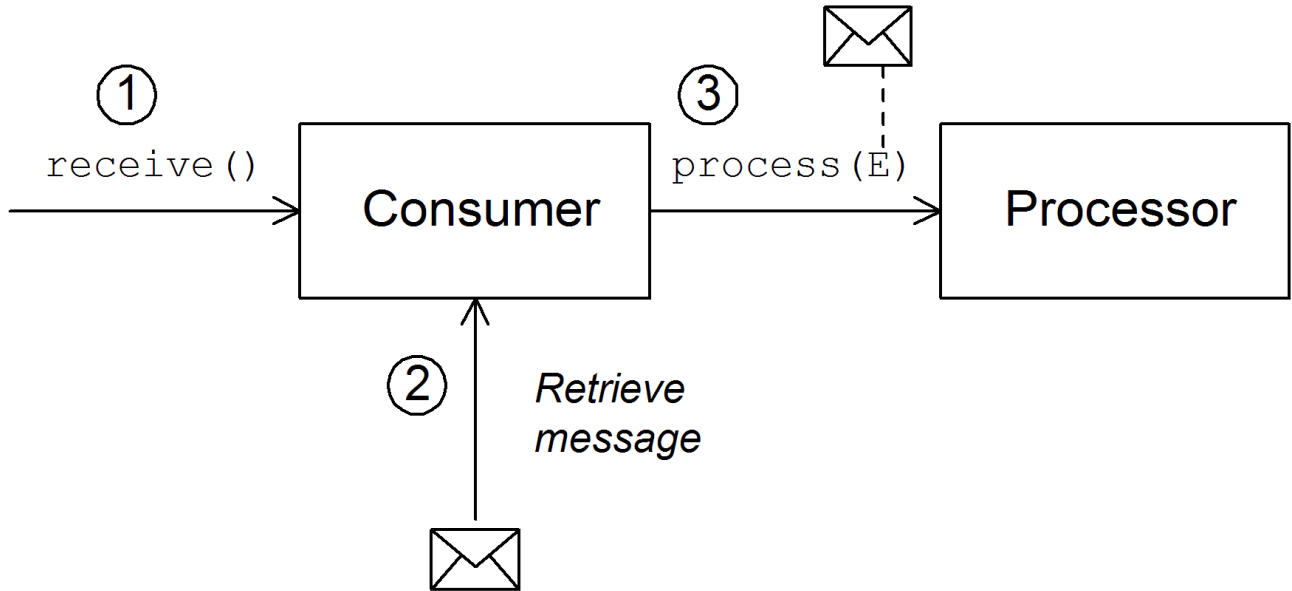 1
receive()
Consumer
3
process(E)
Processor
2
Retrieve
message